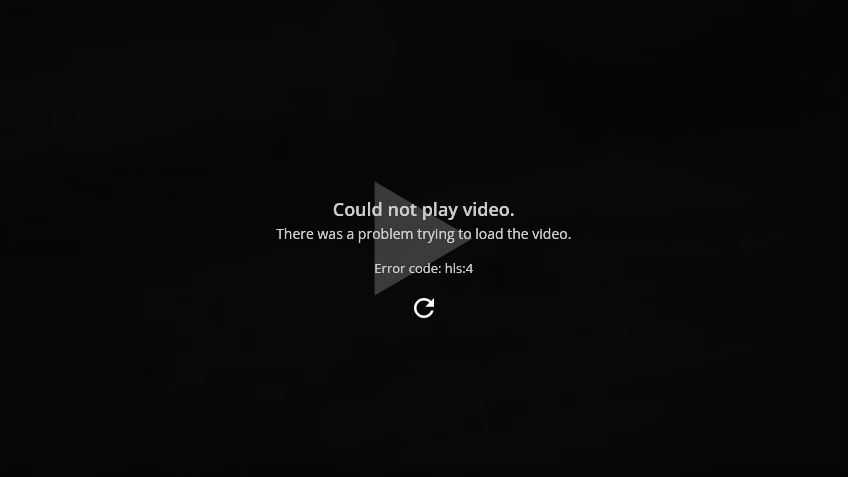 Could not play video.
There was a problem trying to load the video.
Error code: hls:4